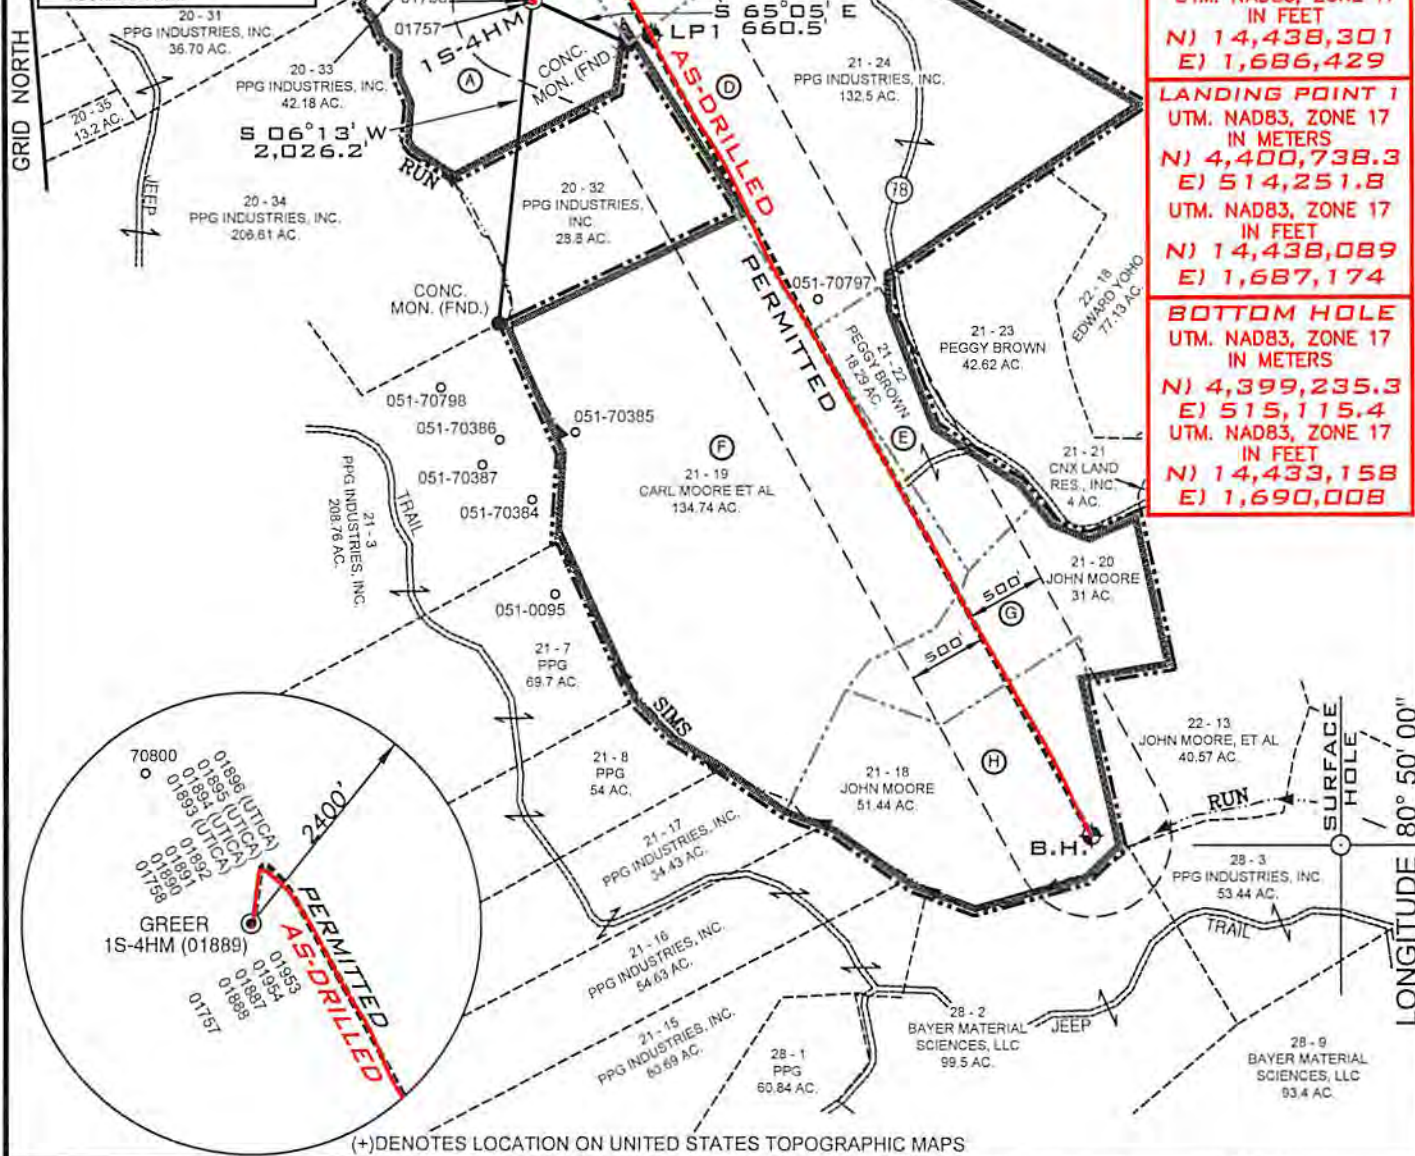 20 - 31
PPG INDUSTRIES, INC.
36.70 AC.
GRID NORTH
20 - 35
13.2 AC.
JEEP
20 - 33
PPG INDUSTRIES, INC.
42.18 AC.
01757
1S-4HM
A
CONC.
MON. (FND.)
S 65°05' E
660.5'
LP1
D
21 - 24
PPG INDUSTRIES, INC.
132.5 AC.
S 06°13' W
2,026.2'
RUN
20 - 34
PPG INDUSTRIES, INC.
206.61 AC.
20 - 32
PPG INDUSTRIES,
INC.
28.8 AC.
AS-DRILLED
PERMITTED
78
CONC.
MON. (FND.)
051-70797
21 - 22
PEGGY BROWN
18.29 AC.
E
21 - 23
PEGGY BROWN
42.62 AC.
22 - 18
EDWARD YOHO
77.13 AC.
UTM. NAD83, ZONE 17
IN FEET
N) 14,438,301
E) 1,686,429
LANDING POINT 1
UTM. NAD83, ZONE 17
IN METERS
N) 4,400,738.3
E) 514,251.8
UTM. NAD83, ZONE 17
IN FEET
N) 14,438,089
E) 1,687,174
BOTTOM HOLE
UTM. NAD83, ZONE 17
IN METERS
N) 4,399,235.3
E) 515,115.4
UTM. NAD83, ZONE 17
IN FEET
N) 14,433,158
E) 1,690,008
051-70798
051-70386
051-70385
051-70387
051-70384
051-0095
TRAIL
21 - 3
PPG INDUSTRIES, INC.
208.76 AC.
F
21 - 19
CARL MOORE ET AL
134.74 AC.
21 - 21
CNX LAND
RES., INC.
4 AC.
21 - 20
JOHN MOORE
31 AC.
500'
G
500'
21 - 7
PPG
69.7 AC.
SIMS
21 - 8
PPG
54 AC.
H
21 - 18
JOHN MOORE
51.44 AC.
B.H.
22 - 13
JOHN MOORE, ET AL
40.57 AC.
RUN
SURFACE
HOLE
LONGITUDE 80° 50' 00"
28 - 3
PPG INDUSTRIES, INC.
53.44 AC.
TRAIL
21 - 17
PPG INDUSTRIES, INC.
34.43 AC.
21 - 16
PPG INDUSTRIES, INC.
54.63 AC.
21 - 15
PPG INDUSTRIES, INC.
28 - 1
PPG
60.84 AC.
28 - 2
BAYER MATERIAL
SCIENCES, LLC
99.5 AC.
JEEP
28 - 9
BAYER MATERIAL
SCIENCES, LLC
93.4 AC.
70800
01896 (UTICA)
01895 (UTICA)
01894 (UTICA)
01893 (UTICA)
01892
01891
01890
01758
2400'
GREER
1S-4HM (01889)
PERMITTED
AS-DRILLED
01953
01954
01887
01888
01757
(+)DENOTES LOCATION ON UNITED STATES TOPOGRAPHIC MAPS